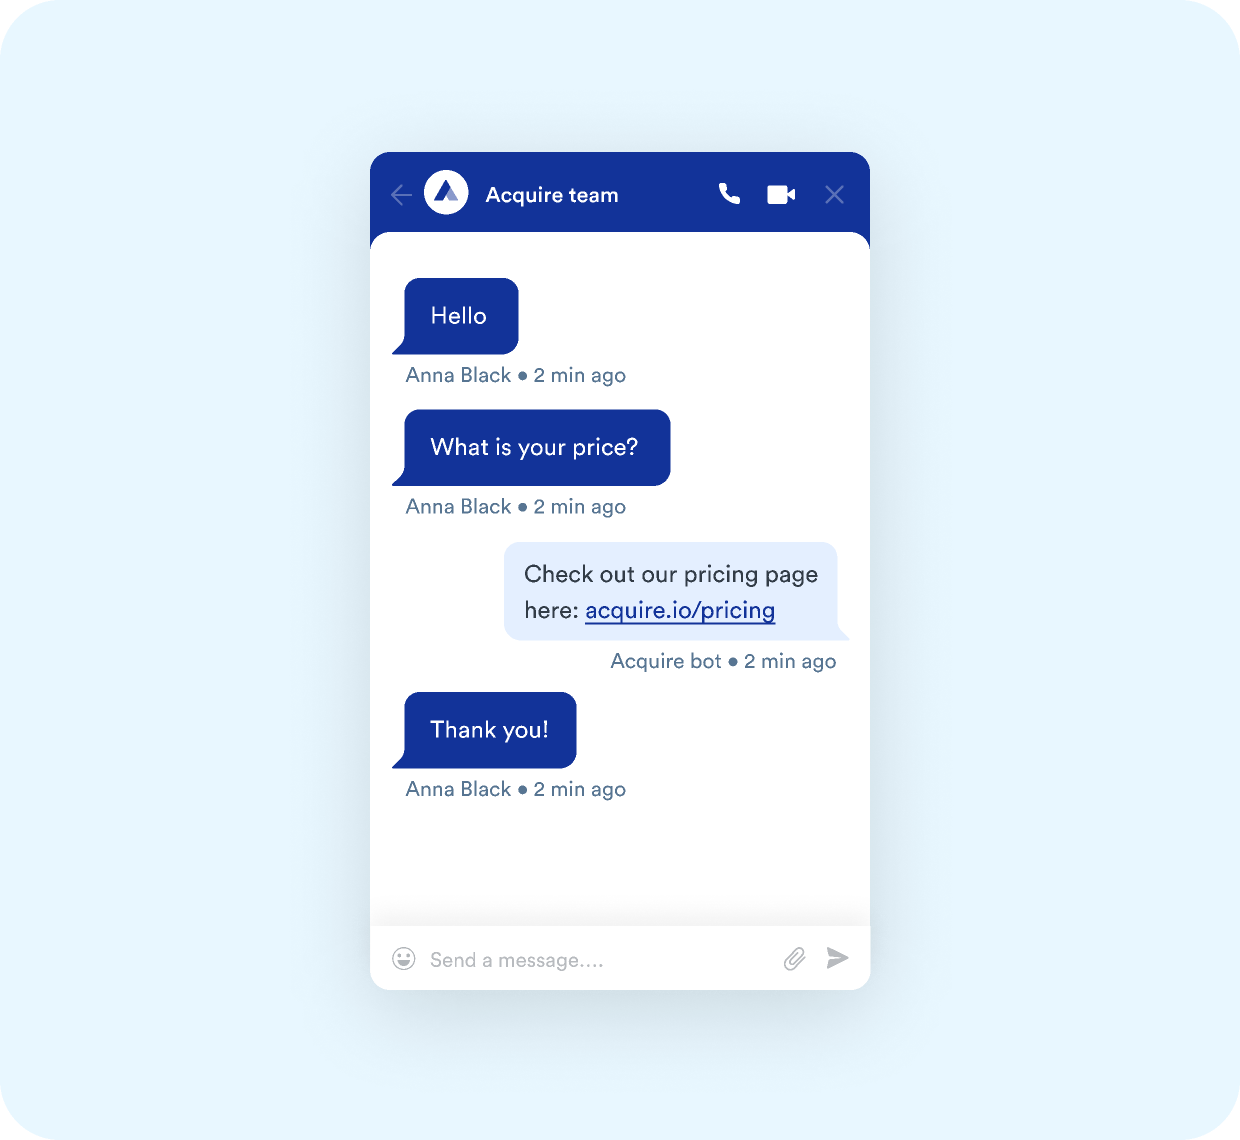 Acquire team
Hello
Anna Black • 2 min ago
What is your price?
Anna Black • 2 min ago
Check out our pricing page
here: acquire.io/pricing
Acquire bot • 2 min ago
Thank you!
Anna Black • 2 min ago
Send a message....